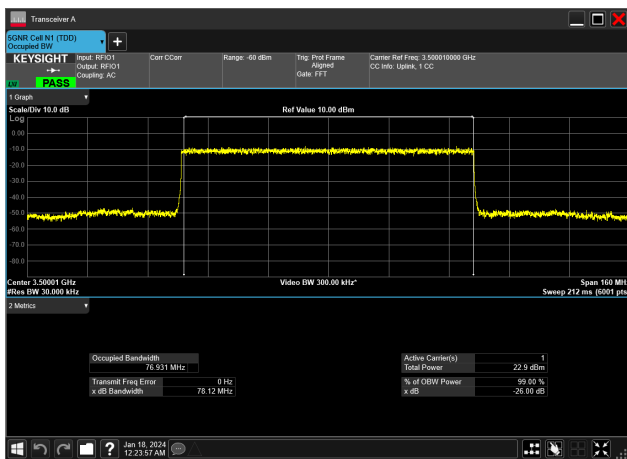 Transceiver A
5GNR Cell N1 (TDD)
Occupied BW
KEYSIGHT
Input: RFIO1
Output: RFIO1
Coupling: AC
Corr CCorr
Range: -60 dBm
Trig: Prot Frame
Aligned
Gate: FFT
Carrier Ref Freq: 3.500010000 GHz
CC Info: Uplink, 1 CC
PASS
1 Graph
Scale/Div 10.0 dB
Ref Value 10.00 dBm
Log
0.00
-10.0
-20.0
-30.0
-40.0
-50.0
-60.0
-70.0
-80.0
Center 3.50001 GHz
Video BW 300.00 kHz*
Span 160 MHz
#Res BW 30.000 kHz
Sweep 212 ms (6001 pts
2 Metrics
Occupied Bandwidth
76.931 MHz
Active Carrier(s) 1
Total Power 22.9 dBm
Transmit Freq Error 0 Hz
x dB Bandwidth 78.12 MHz
% of OBW Power 99.00 %
x dB -26.00 dB
Jan 18, 2024
12:23:57 AM